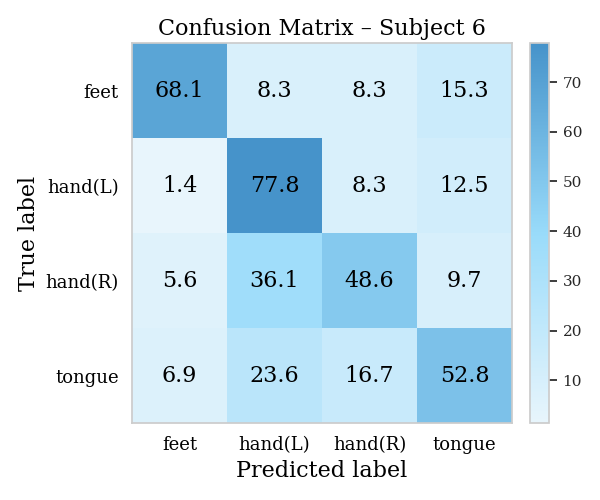 Confusion Matrix – Subject 6
True label
feet 68.1 8.3 8.3 15.3
hand(L) 1.4 77.8 8.3 12.5
hand(R) 5.6 36.1 48.6 9.7
tongue 6.9 23.6 16.7 52.8
feet hand(L) hand(R) tongue
Predicted label
70
60
50
40
30
20
10